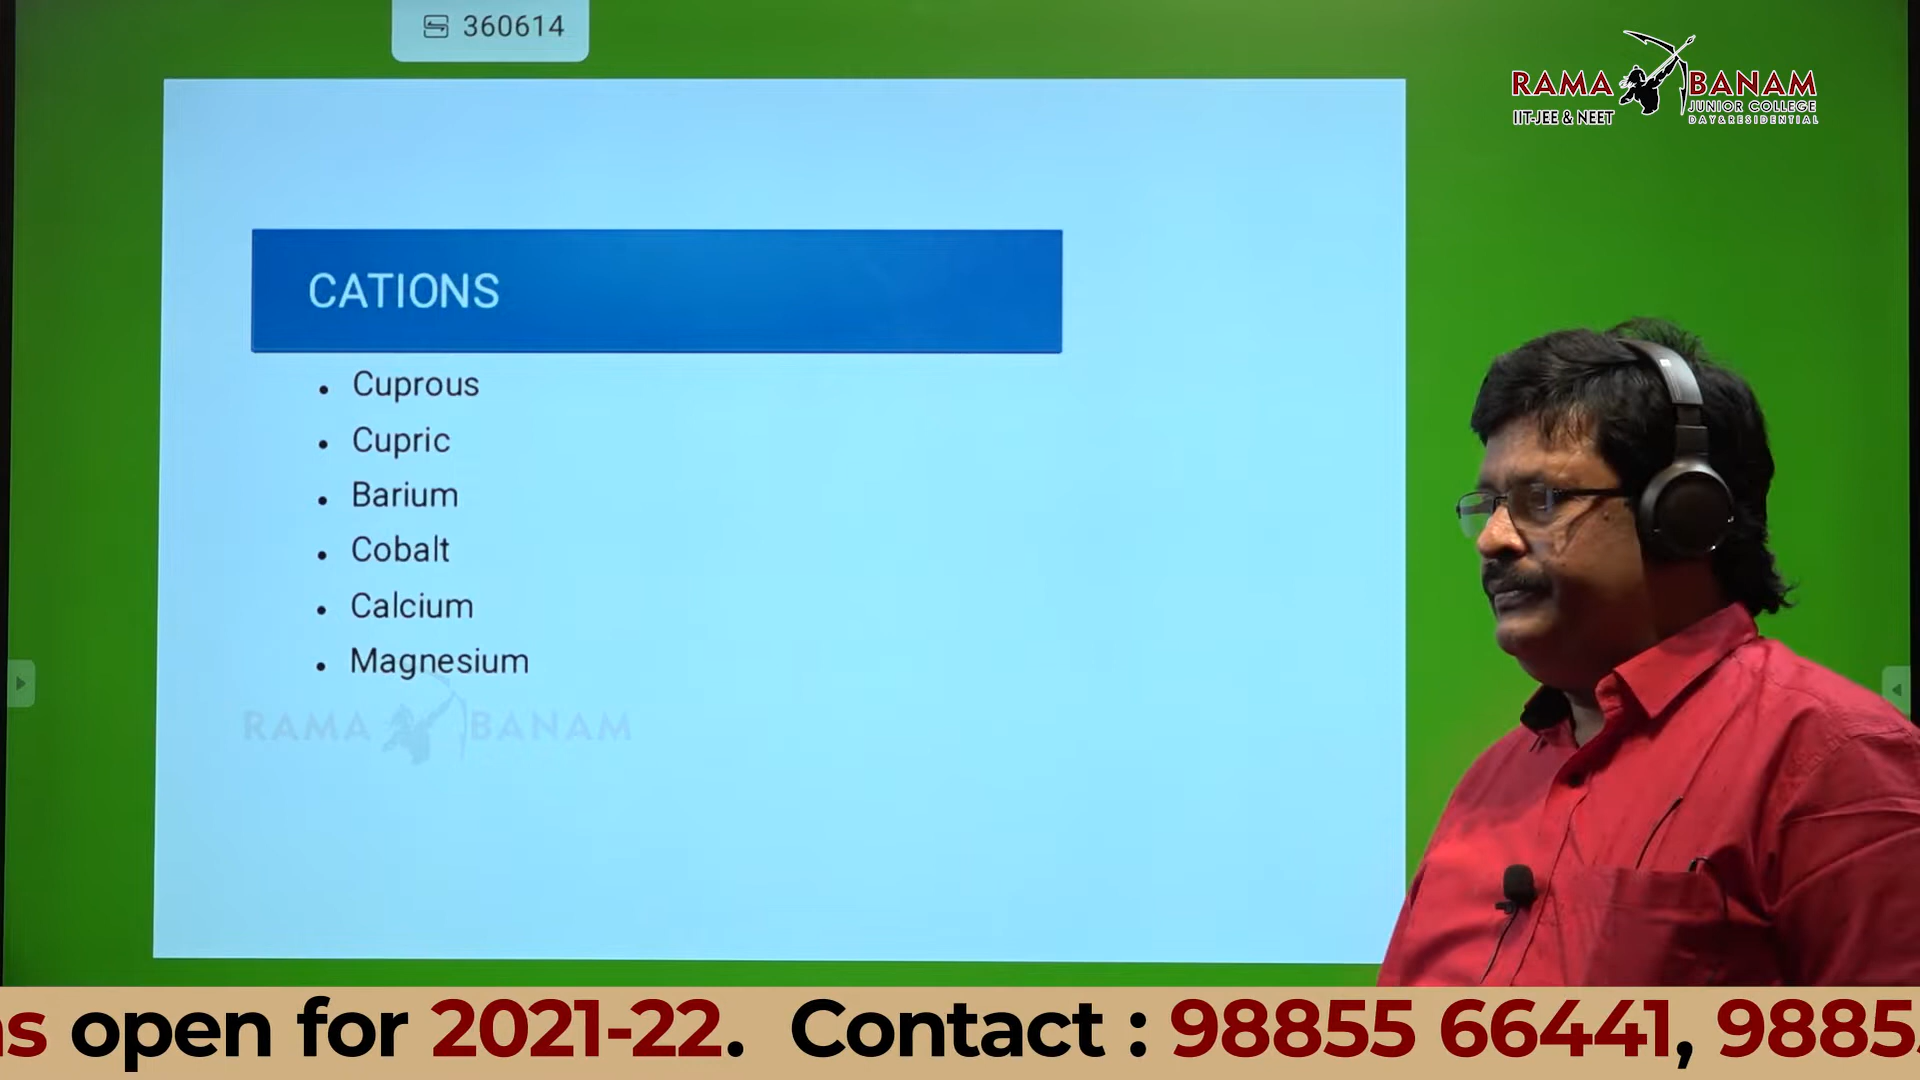 360614
RAMA BANAM
JUNIOR COLLEGE
IIT-JEE & NEET
DAY&RESIDENTIAL
CATIONS
• Cuprous
• Cupric
• Barium
• Cobalt
• Calcium
• Magnesium
RAMA BANAM
ns open for 2021-22. Contact : 98855 66441, 9885